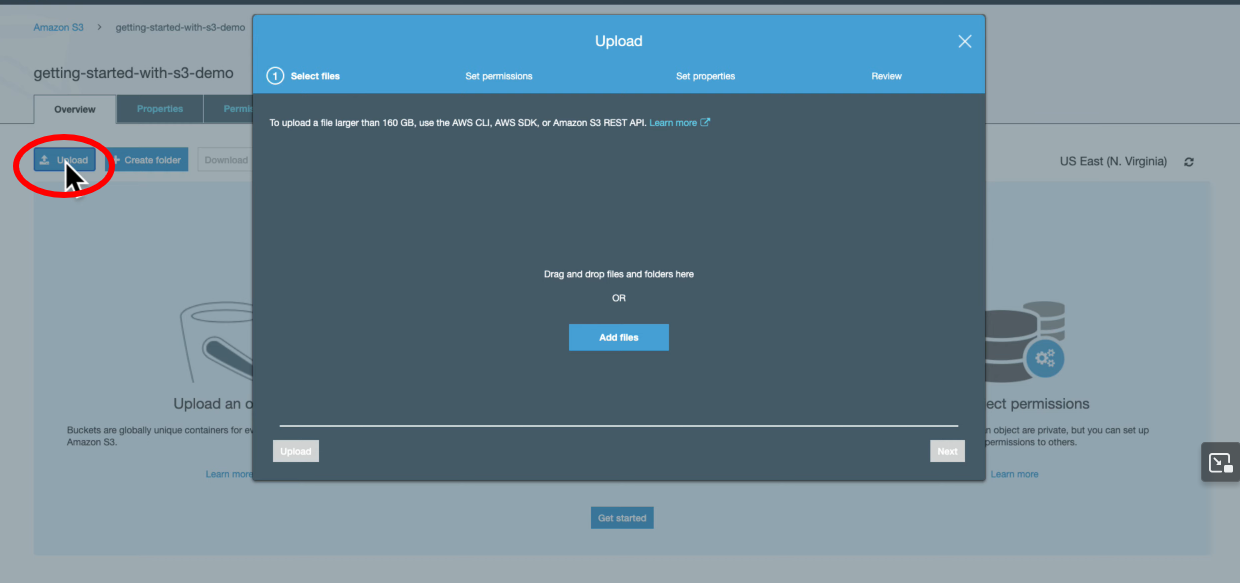 Amazon S3 > getting-started-with-s3-demo
Upload
getting-started-with-s3-demo
1 Select files Set permissions Set properties Review
Overview Properties
To upload a file larger than 160 GB, use the AWS CLI, AWS SDK, or Amazon S3 REST API. Learn more
Upload + Create folder Download
US East (N. Virginia)
Drag and drop files and folders here
OR
Add files
Upload an
permissions
Buckets are globally unique containers for
object are private, but you can set up
Amazon S3.
permissions to others.
Upload Next
Learn more
Learn more
Get started